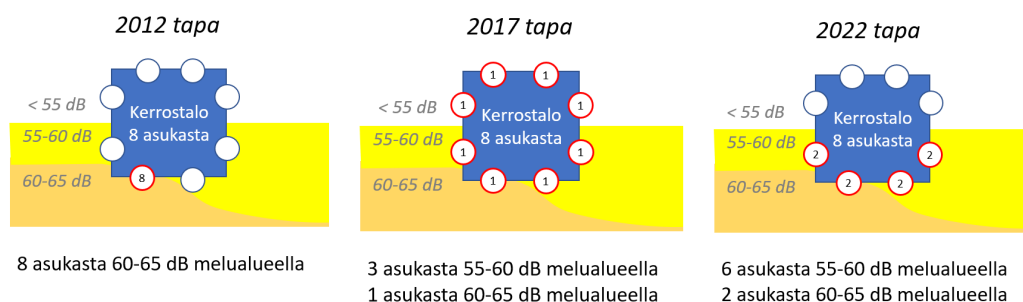 2012 tapa
< 55 dB
55-60 dB
60-65 dB
Kerrostalo
8 asukasta
8
8 asukasta 60-65 dB melualueella
2017 tapa
< 55 dB
55-60 dB
60-65 dB
1 1
1 1
Kerrostalo
8 asukasta
1 1
1 1
3 asukasta 55-60 dB melualueella
1 asukasta 60-65 dB melualueella
2022 tapa
< 55 dB
55-60 dB
60-65 dB
Kerrostalo
8 asukasta
2 2
2 2
6 asukasta 55-60 dB melualueella
2 asukasta 60-65 dB melualueella